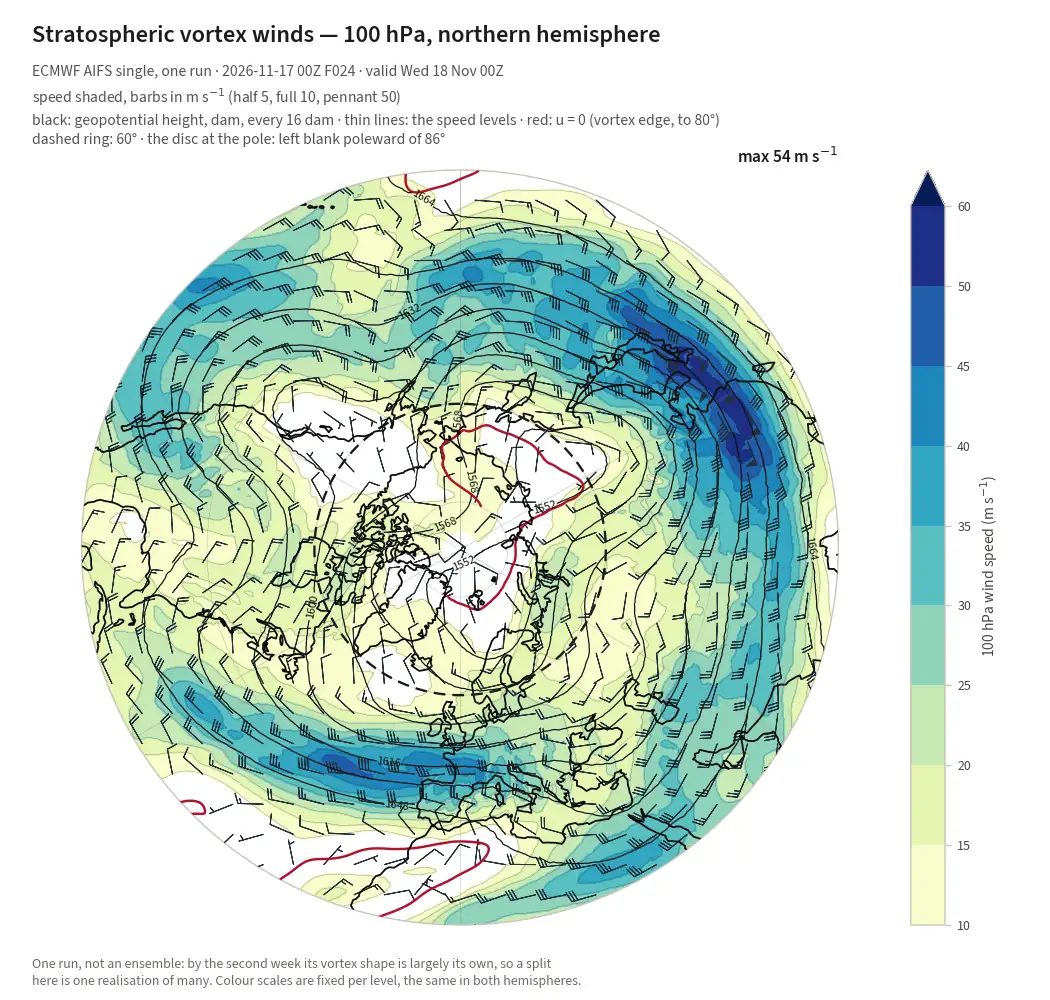 Stratospheric vortex winds — 100 hPa, northern hemisphere
ECMWF AIFS single, one run · 2026-11-17 00Z F024 · valid Wed 18 Nov 00Z
speed shaded, barbs in m s⁻¹ (half 5, full 10, pennant 50)
black: geopotential height, dam, every 16 dam · thin lines: the speed levels · red: u = 0 (vortex edge, to 80°)
dashed ring: 60° · the disc at the pole: left blank poleward of 86°
max 54 m s⁻¹
1664
1632
1568
1568
1552
1568
1552
1664
1600
1616
1648
60
50
45
40
35
30
25
20
15
10
100 hPa wind speed (m s⁻¹)
One run, not an ensemble: by the second week its vortex shape is largely its own, so a split
here is one realisation of many. Colour scales are fixed per level, the same in both hemispheres.